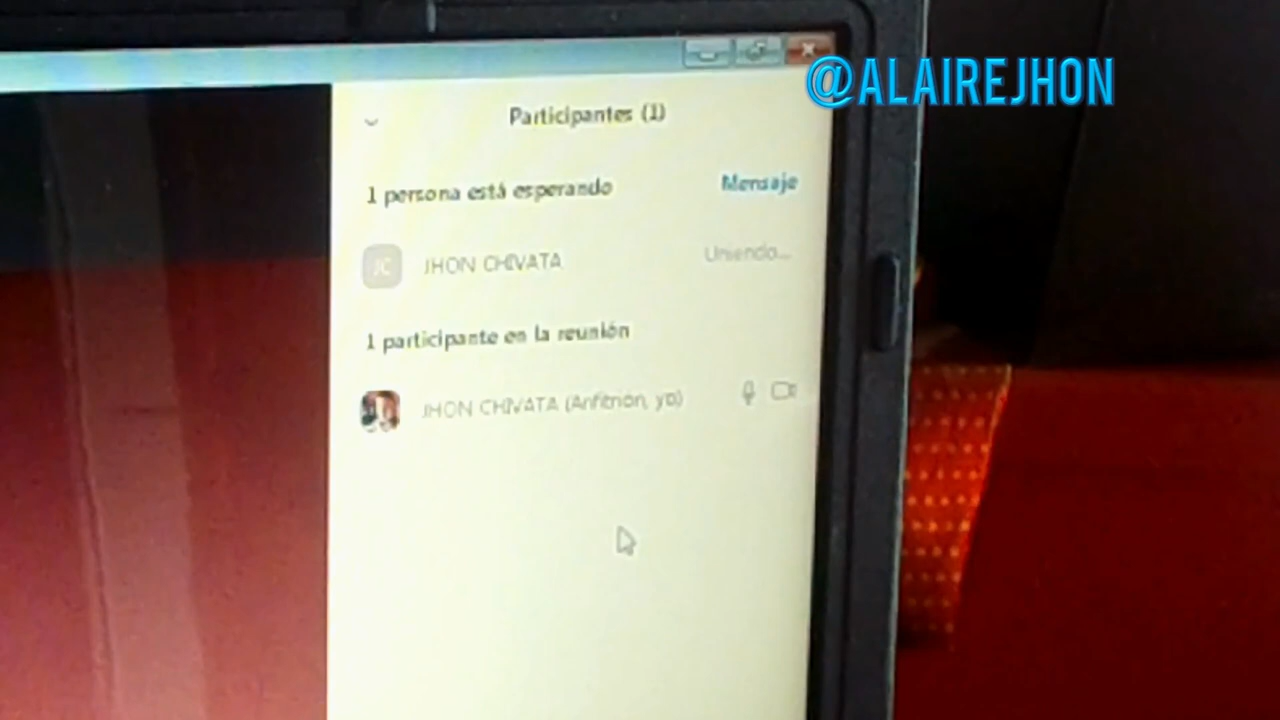 @ALAIREJHON
Participantes (1)
1 persona está esperando Mensaje
JC JHON CHIVATA Uniendo...
1 participante en la reunión
JHON CHIVATA (Anfitrión, yo)